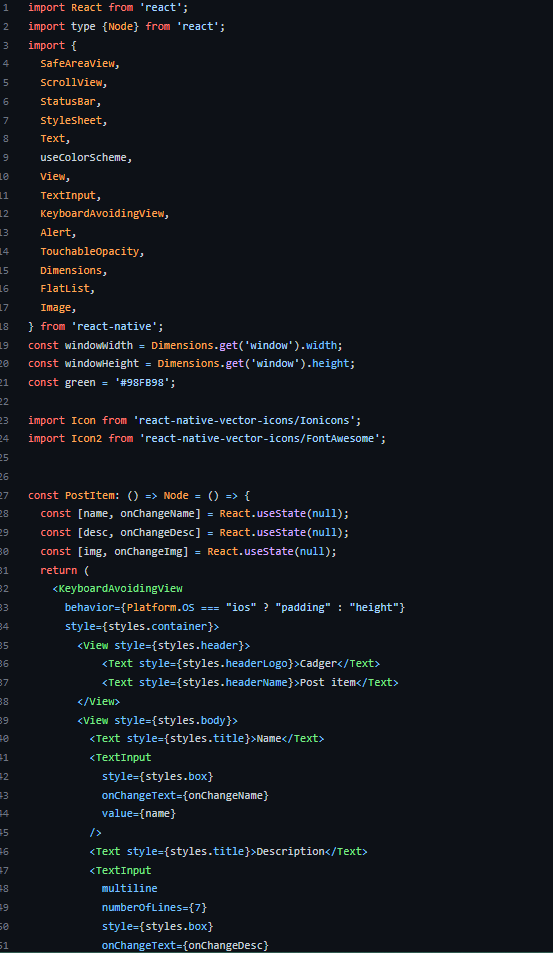 1 import React from 'react';
2 import type {Node} from 'react';
3 import {
4 SafeAreaView,
5 ScrollView,
6 StatusBar,
7 StyleSheet,
8 Text,
9 useColorScheme,
10 View,
11 TextInput,
12 KeyboardAvoidingView,
13 Alert,
14 TouchableOpacity,
15 Dimensions,
16 FlatList,
17 Image,
18 } from 'react-native';
19 const windowWidth = Dimensions.get('window').width;
20 const windowHeight = Dimensions.get('window').height;
21 const green = '#98FB98';
22
23 import Icon from 'react-native-vector-icons/Ionicons';
24 import Icon2 from 'react-native-vector-icons/FontAwesome';
25
26
27 const PostItem: () => Node = () => {
28 const [name, onChangeName] = React.useState(null);
29 const [desc, onChangeDesc] = React.useState(null);
30 const [img, onChangeImg] = React.useState(null);
31 return (
32 <KeyboardAvoidingView
33 behavior={Platform.OS === "ios" ? "padding" : "height"}
34 style={styles.container}>
35 <View style={styles.header}>
36 <Text style={styles.headerLogo}>Cadger</Text>
37 <Text style={styles.headerName}>Post item</Text>
38 </View>
39 <View style={styles.body}>
40 <Text style={styles.title}>Name</Text>
41 <TextInput
42 style={styles.box}
43 onChangeText={onChangeName}
44 value={name}
45 />
46 <Text style={styles.title}>Description</Text>
47 <TextInput
48 multiline
49 numberOfLines={7}
50 style={styles.box}
51 onChangeText={onChangeDesc}